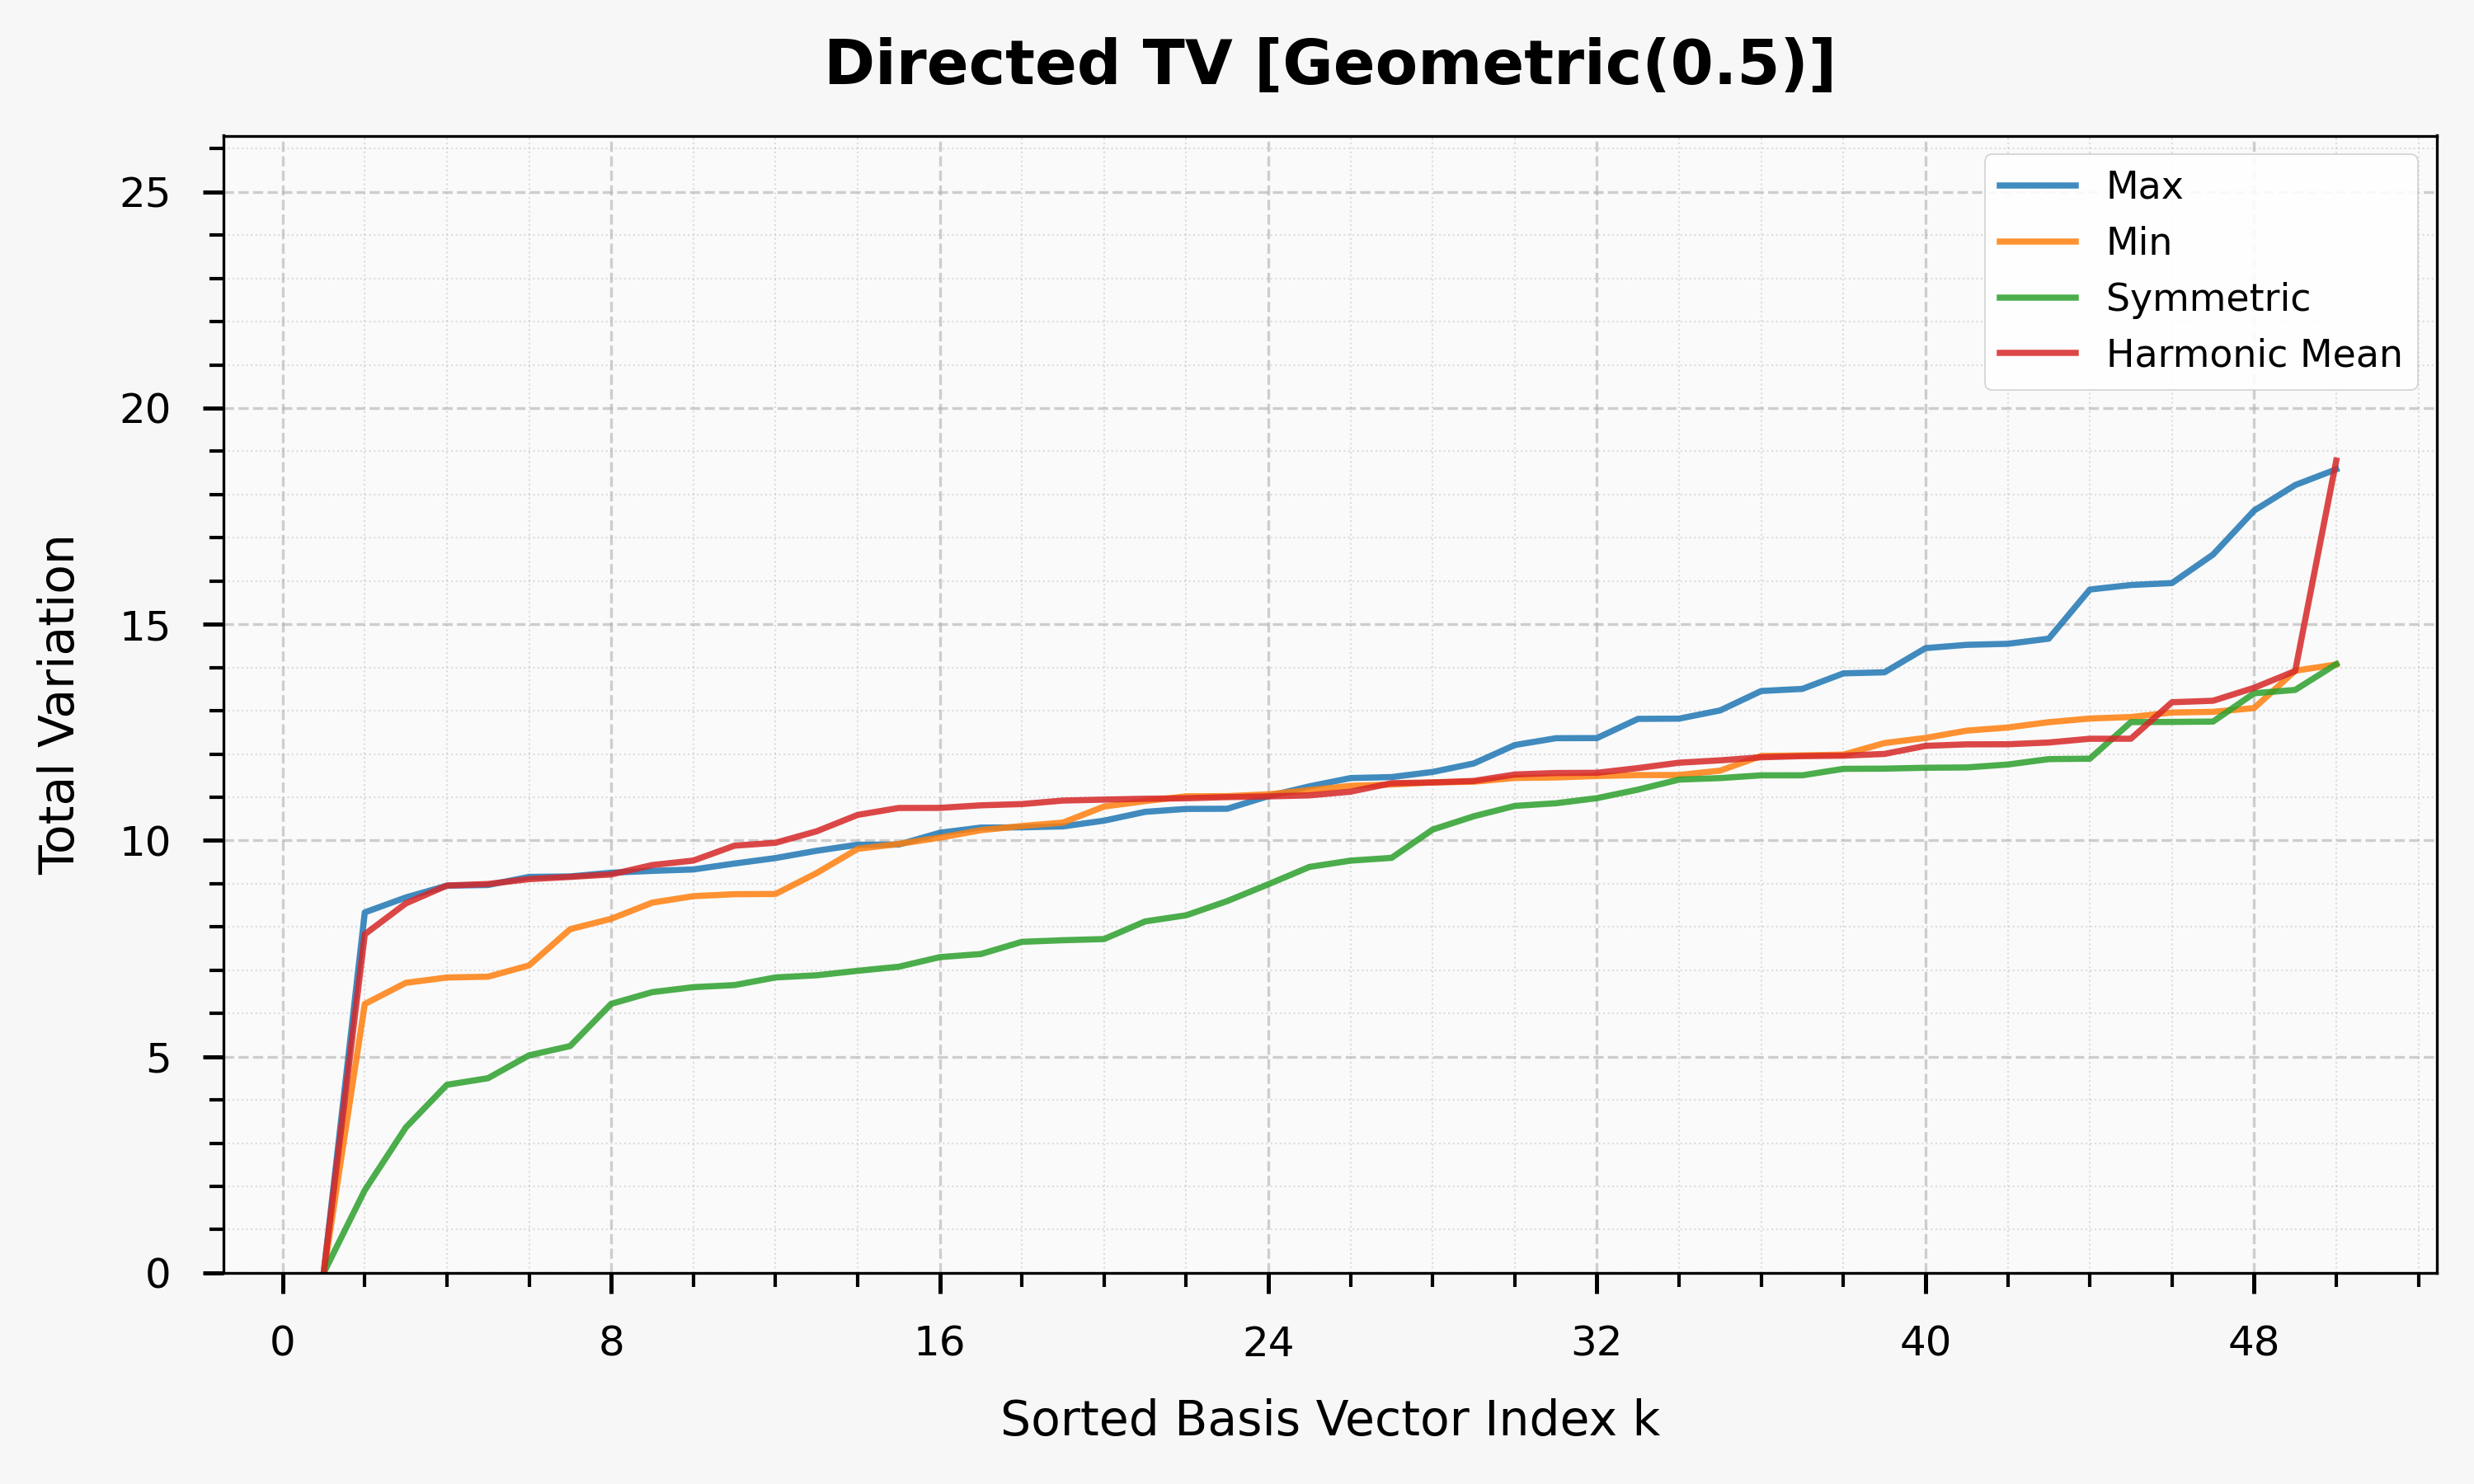 Directed TV [Geometric(0.5)]
Total Variation
25
20
15
10
5
0
Max
Min
Symmetric
Harmonic Mean
0 8 16 24 32 40 48
Sorted Basis Vector Index k